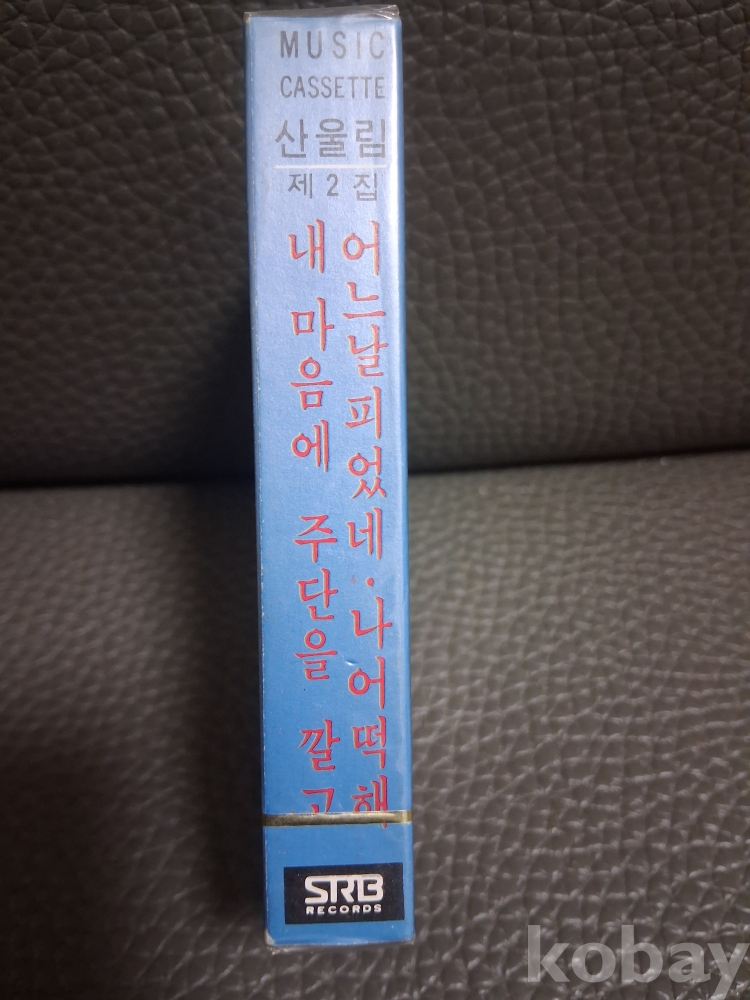 MUSIC
CASSETTE
산울림
제2집
어느날 피었네·나어떡해
내 마음에 주단을 깔고
SRB
RECORDS
kobay